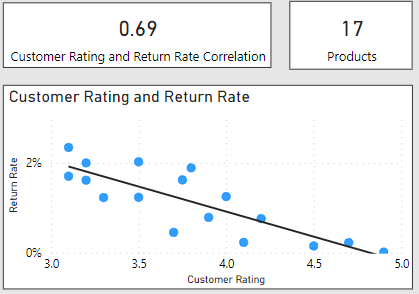 0.69
Customer Rating and Return Rate Correlation
17
Products
Customer Rating and Return Rate
Return Rate
2%
0%
3.0 3.5 4.0 4.5 5.0
Customer Rating